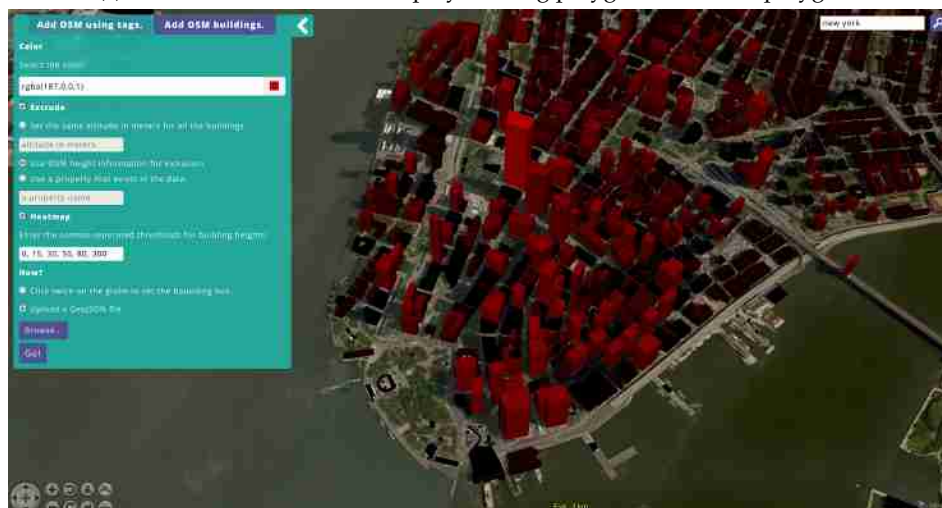 Add OSM using tags. Add OSM buildings.
new york
Color
Select the color:
rgba(187,0,0,1)
Extrude
Set the same altitude in meters for all the buildings
altitude in meters
Use OSM height information for extrusion.
Use a property that exists in the data.
a property name
Heatmap
Enter the comma separated thresholds for building heights:
0, 15, 30, 50, 80, 300
How?
Click twice on the globe to set the bounding box.
Upload a GeoJSON file
Browse..
Go!